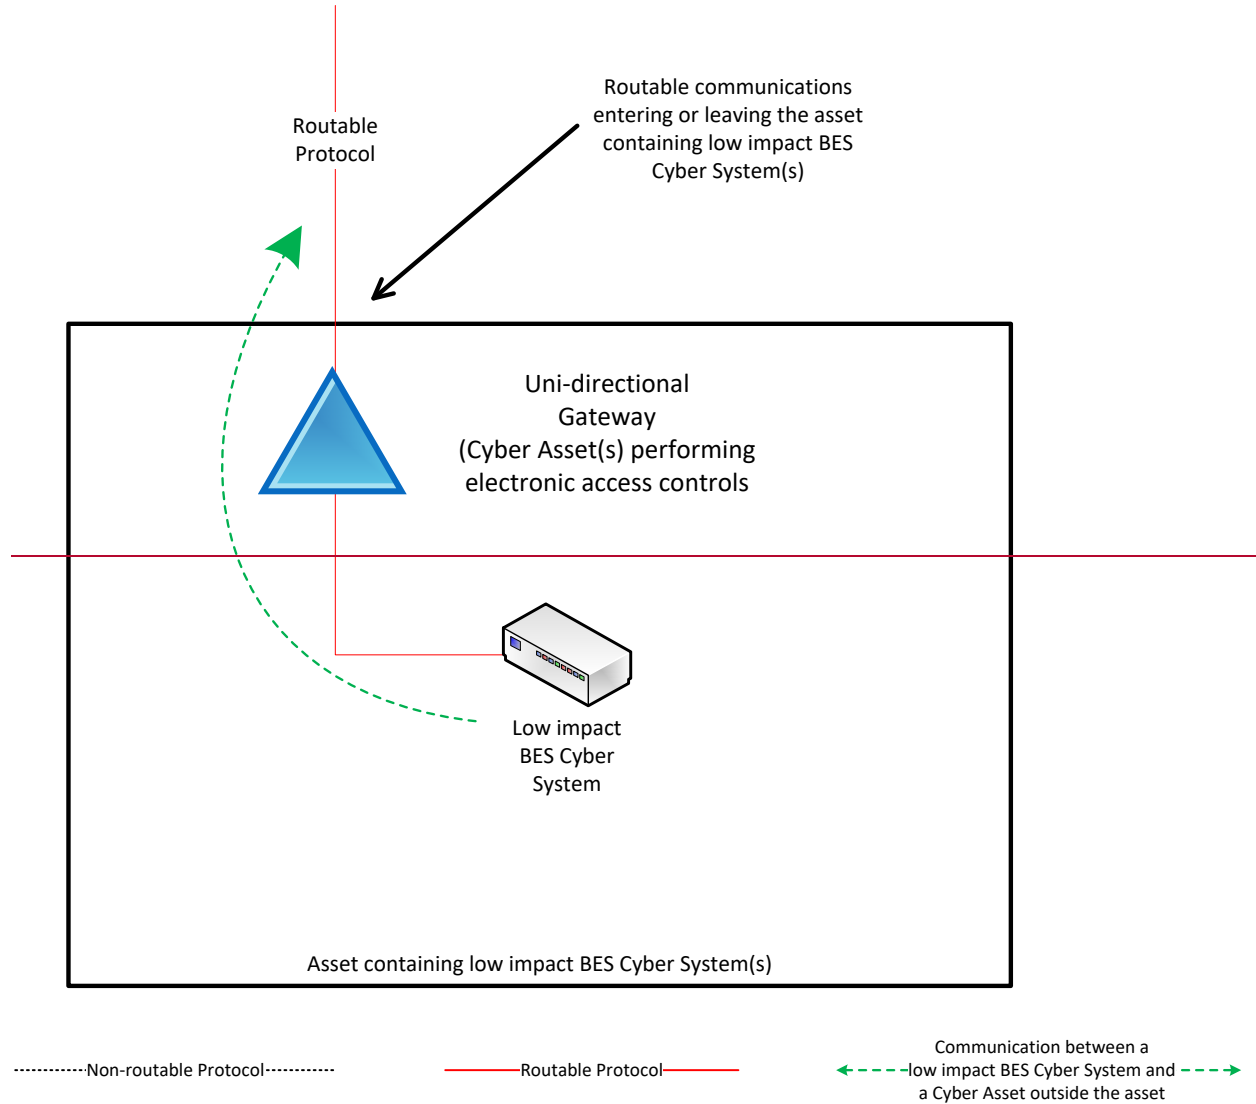 Routable communications
entering or leaving the asset
containing low impact BES
Cyber System(s)
Routable
Protocol
Uni-directional
Gateway
(Cyber Asset(s) performing
electronic access controls
Low impact
BES Cyber
System
Asset containing low impact BES Cyber System(s)
Non-routable Protocol
Routable Protocol
Communication between a
low impact BES Cyber System and
a Cyber Asset outside the asset